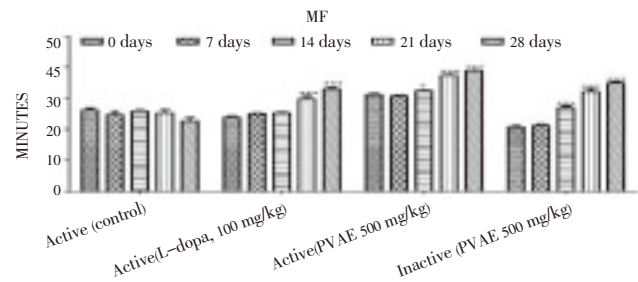 MF
0 days 7 days 14 days 21 days 28 days
MINUTES
50
45
30
20
10
0
Active (control)
Active(L-dopa, 100 mg/kg)
Active(PVAE 500 mg/kg)
Inactive (PVAE 500 mg/kg)